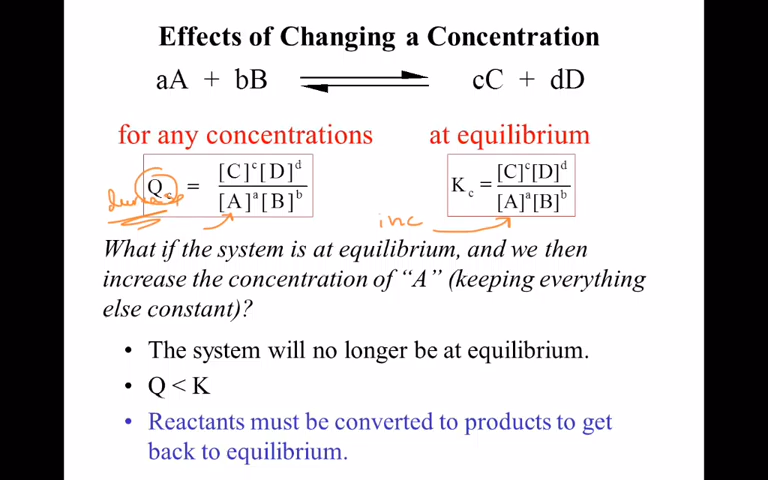 Effects of Changing a Concentration
aA + bB ⇌ cC + dD
for any concentrations at equilibrium
Q_c = [C]^c[D]^d / [A]^a[B]^b K_c = [C]^c[D]^d / [A]^a[B]^b
inc
What if the system is at equilibrium, and we then
increase the concentration of “A” (keeping everything
else constant)?
• The system will no longer be at equilibrium.
• Q < K
• Reactants must be converted to products to get
back to equilibrium.